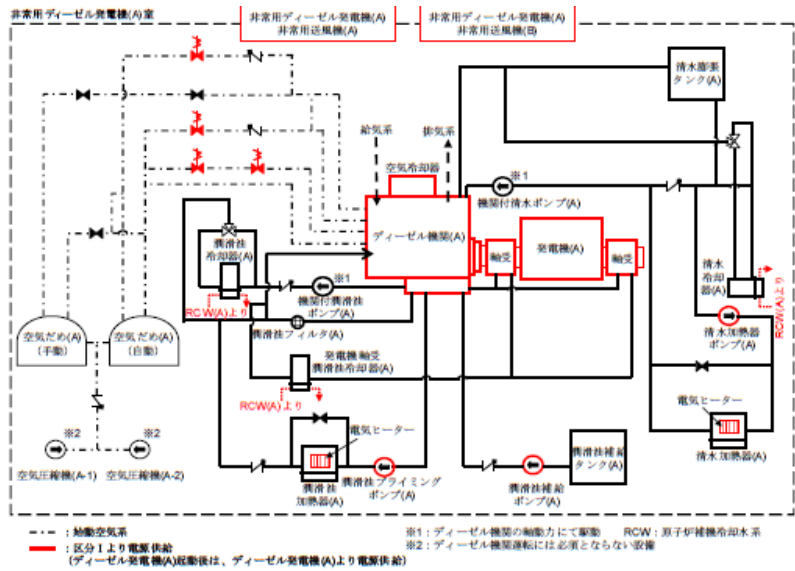 非常用ディーゼル発電機(A)室
非常用ディーゼル発電機(A)
非常用送風機(A)
非常用ディーゼル発電機(A)
非常用送風機(B)
清水膨張
タンク(A)
給気系
排気系
空気冷却器
※1
機関付清水ポンプ(A)
ディーゼル機関(A)
軸受
発電機(A)
軸受
潤滑油
冷却器(A)
清水
冷却器(A)
RCW(A)より
※1
機関付潤滑油
ポンプ(A)
RCW(A)より
潤滑油フィルタ(A)
清水加熱器
ポンプ(A)
空気だめ(A)
(手動)
空気だめ(A)
(自動)
発電機軸受
潤滑油冷却器(A)
RCW(A)より
電気ヒーター
電気ヒーター
清水加熱器(A)
※2
※2
空気圧縮機(A-1)
空気圧縮機(A-2)
潤滑油
加熱器(A)
潤滑油プライミング
ポンプ(A)
潤滑油補給
ポンプ(A)
潤滑油補給
タンク(A)
:始動空気系
:区分Ⅰより電源供給
(ディーゼル発電機(A)起動後は、ディーゼル発電機(A)より電源供給)
※1:ディーゼル機関の軸動力にて駆動 RCW:原子炉補機冷却水系
※2:ディーゼル機関運転には必須とならない設備